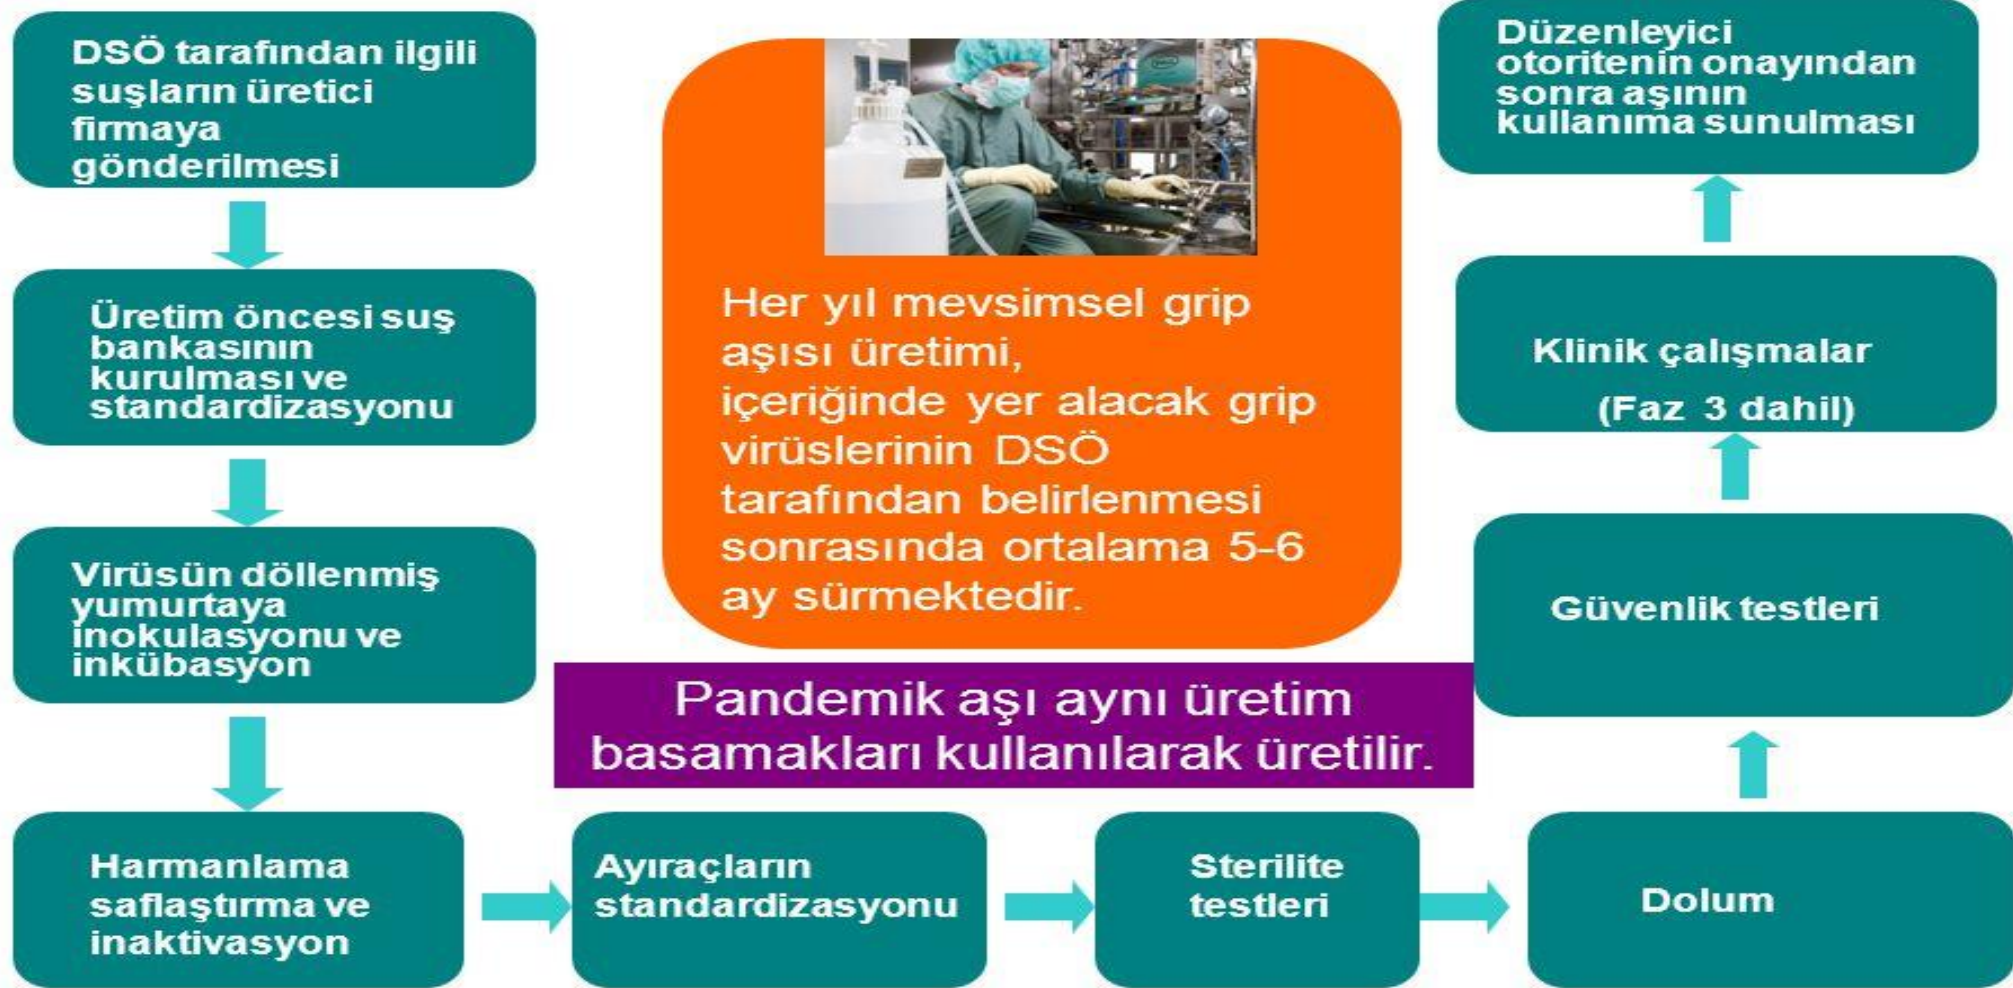 DSÖ tarafından ilgili
suşların üretici
firmaya
gönderilmesi
Üretim öncesi suş
bankasının
kurulması ve
standardizasyonu
Virüsün döllenmiş
yumurtaya
inokulasyonu ve
inkübasyon
Harmanlama
saflaştırma ve
inaktivasyon
Ayıraçların
standardizasyonu
Sterilite
testleri
Dolum
Güvenlik testleri
Klinik çalışmalar
(Faz 3 dahil)
Düzenleyici
otoritenin onayından
sonra aşının
kullanıma sunulması
Her yıl mevsimsel grip
aşısı üretimi,
içeriğinde yer alacak grip
virüslerinin DSÖ
tarafından belirlenmesi
sonrasında ortalama 5-6
ay sürmektedir.
Pandemik aşı aynı üretim
basamakları kullanılarak üretilir.